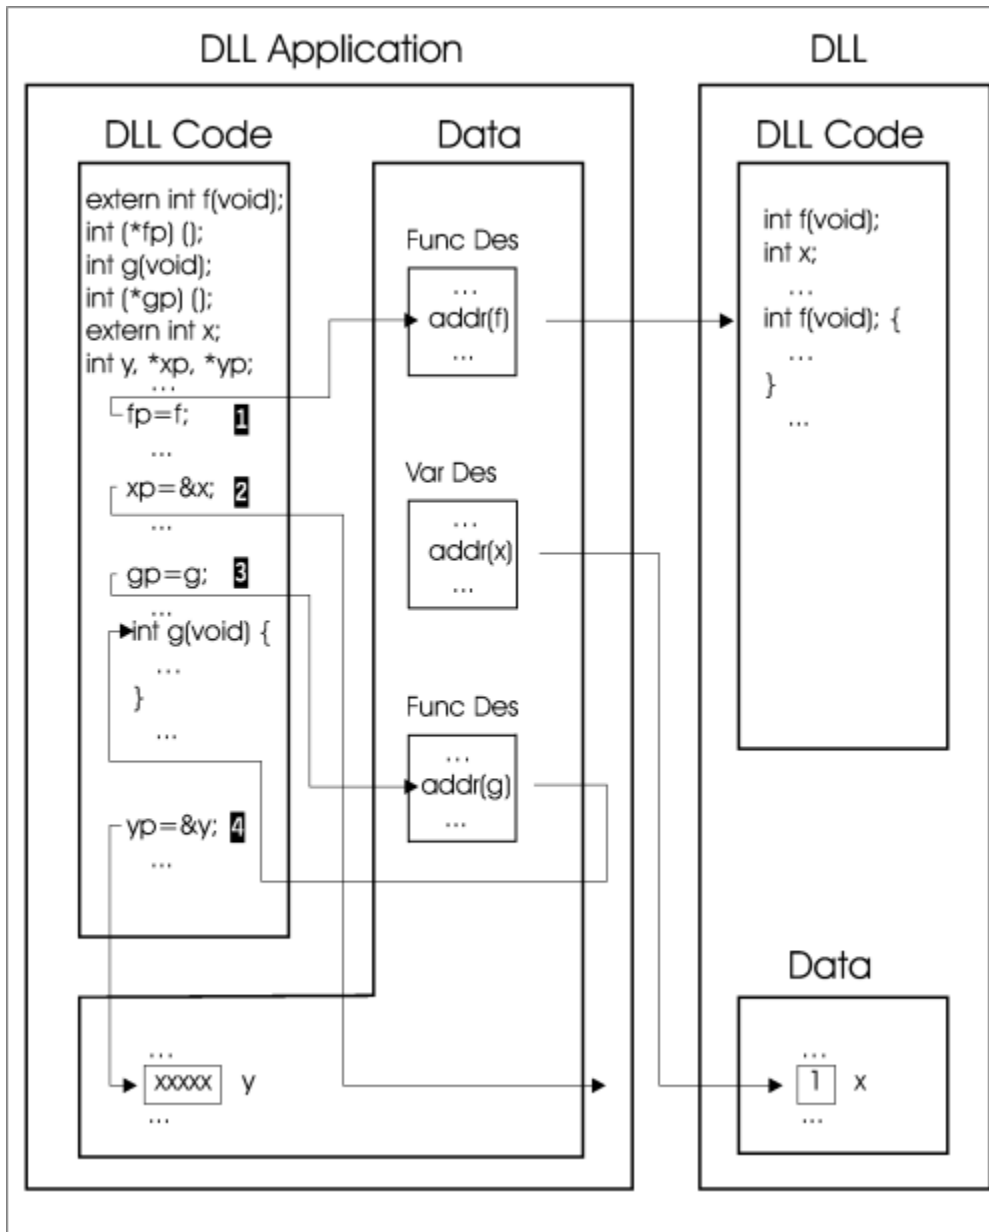 DLL Application
DLL Code
extern int f(void);
int (*fp) ();
int g(void);
int (*gp) ();
extern int x;
int y, *xp, *yp;
...
fp=f; 1
...
xp=&x; 2
...
gp=g; 3
...
int g(void) {
...
}
...
yp=&y; 4
...
Data
Func Des
...
addr(f)
...
Var Des
...
addr(x)
...
Func Des
...
addr(g)
...
...
xxxxx y
...
DLL
DLL Code
int f(void);
int x;
...
int f(void); {
...
}
...
Data
...
1 x
...